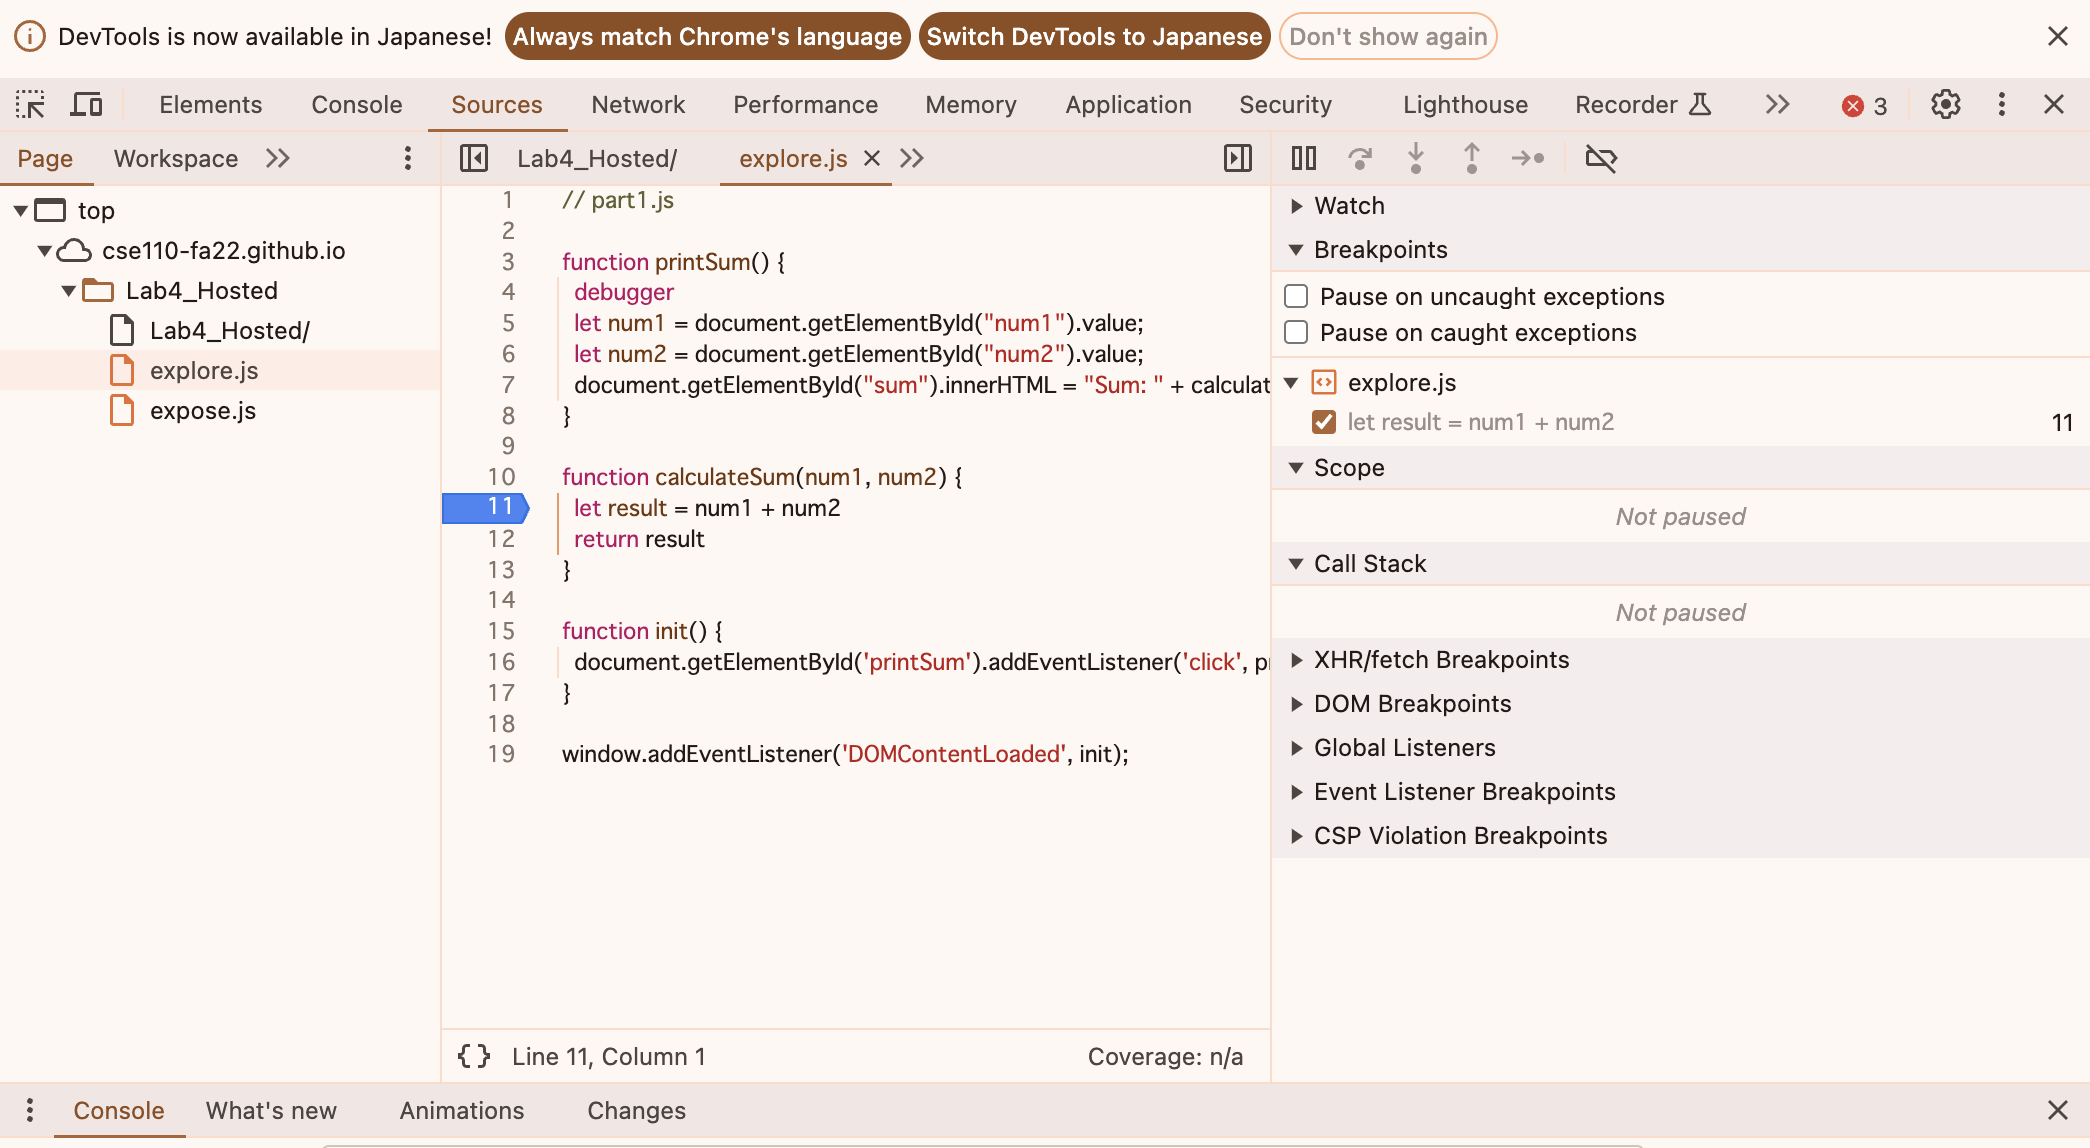 DevTools is now available in Japanese! Always match Chrome's language Switch DevTools to Japanese Don't show again
Elements Console Sources Network Performance Memory Application Security Lighthouse Recorder 3
Page Workspace
top
cse110-fa22.github.io
Lab4_Hosted
Lab4_Hosted/
explore.js
expose.js
Lab4_Hosted/ explore.js
1 // part1.js
2
3 function printSum() {
4 debugger
5 let num1 = document.getElementById("num1").value;
6 let num2 = document.getElementById("num2").value;
7 document.getElementById("sum").innerHTML = "Sum: " + calculat
8 }
9
10 function calculateSum(num1, num2) {
11 let result = num1 + num2
12 return result
13 }
14
15 function init() {
16 document.getElementById('printSum').addEventListener('click', pr
17 }
18
19 window.addEventListener('DOMContentLoaded', init);
{} Line 11, Column 1 Coverage: n/a
Watch
Breakpoints
Pause on uncaught exceptions
Pause on caught exceptions
explore.js
let result = num1 + num2 11
Scope
Not paused
Call Stack
Not paused
XHR/fetch Breakpoints
DOM Breakpoints
Global Listeners
Event Listener Breakpoints
CSP Violation Breakpoints
Console What's new Animations Changes